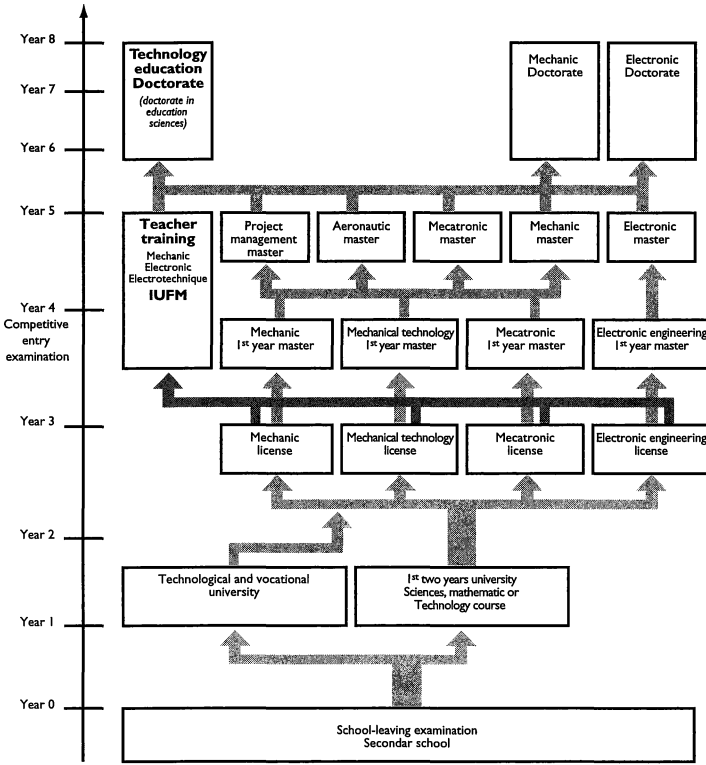 Year 8
Technology
education
Doctorate
(doctorate in
education
sciences)
Mechanic
Doctorate
Electronic
Doctorate
Year 7
Year 6
Year 5
Teacher
training
Mechanic
Electronic
Electrotechnique
IUFM
Project
management
master
Aeronautic
master
Mecatronic
master
Mechanic
master
Electronic
master
Year 4
Competitive
entry
examination
Mechanic
1st year master
Mechanical technology
1st year master
Mecatronic
1st year master
Electronic engineering
1st year master
Year 3
Mechanic
license
Mechanical technology
license
Mecatronic
license
Electronic engineering
license
Year 2
Technological and vocational
university
1st two years university
Sciences, mathematic or
Technology course
Year 1
Year 0
School-leaving examination
Secondar school